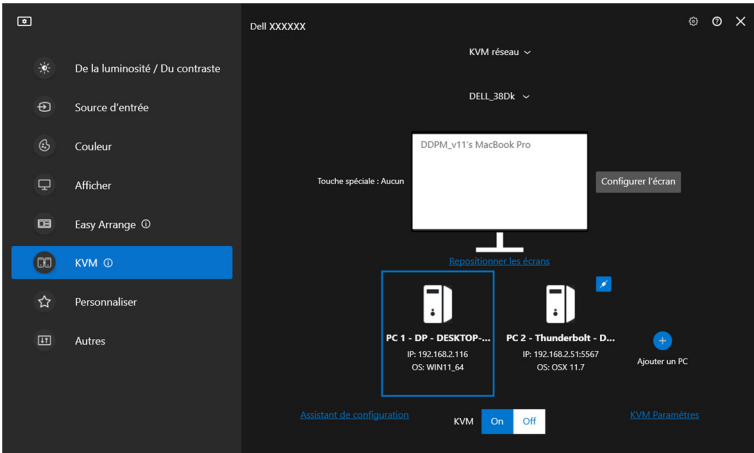 Dell XXXXXX
De la luminosité / Du contraste
Source d'entrée
Couleur
Afficher
Easy Arrange
KVM
Personnaliser
Autres
KVM réseau
DELL_38Dk
DDPM_v11's MacBook Pro
Touche spéciale : Aucun
Configurer l'écran
Repositionner les écrans
PC 1 - DP - DESKTOP-...
IP: 192.168.2.116
OS: WIN11_64
PC 2 - Thunderbolt - D...
IP: 192.168.2.51:5567
OS: OSX 11.7
Ajouter un PC
Assistant de configuration
KVM
On
Off
KVM Paramètres